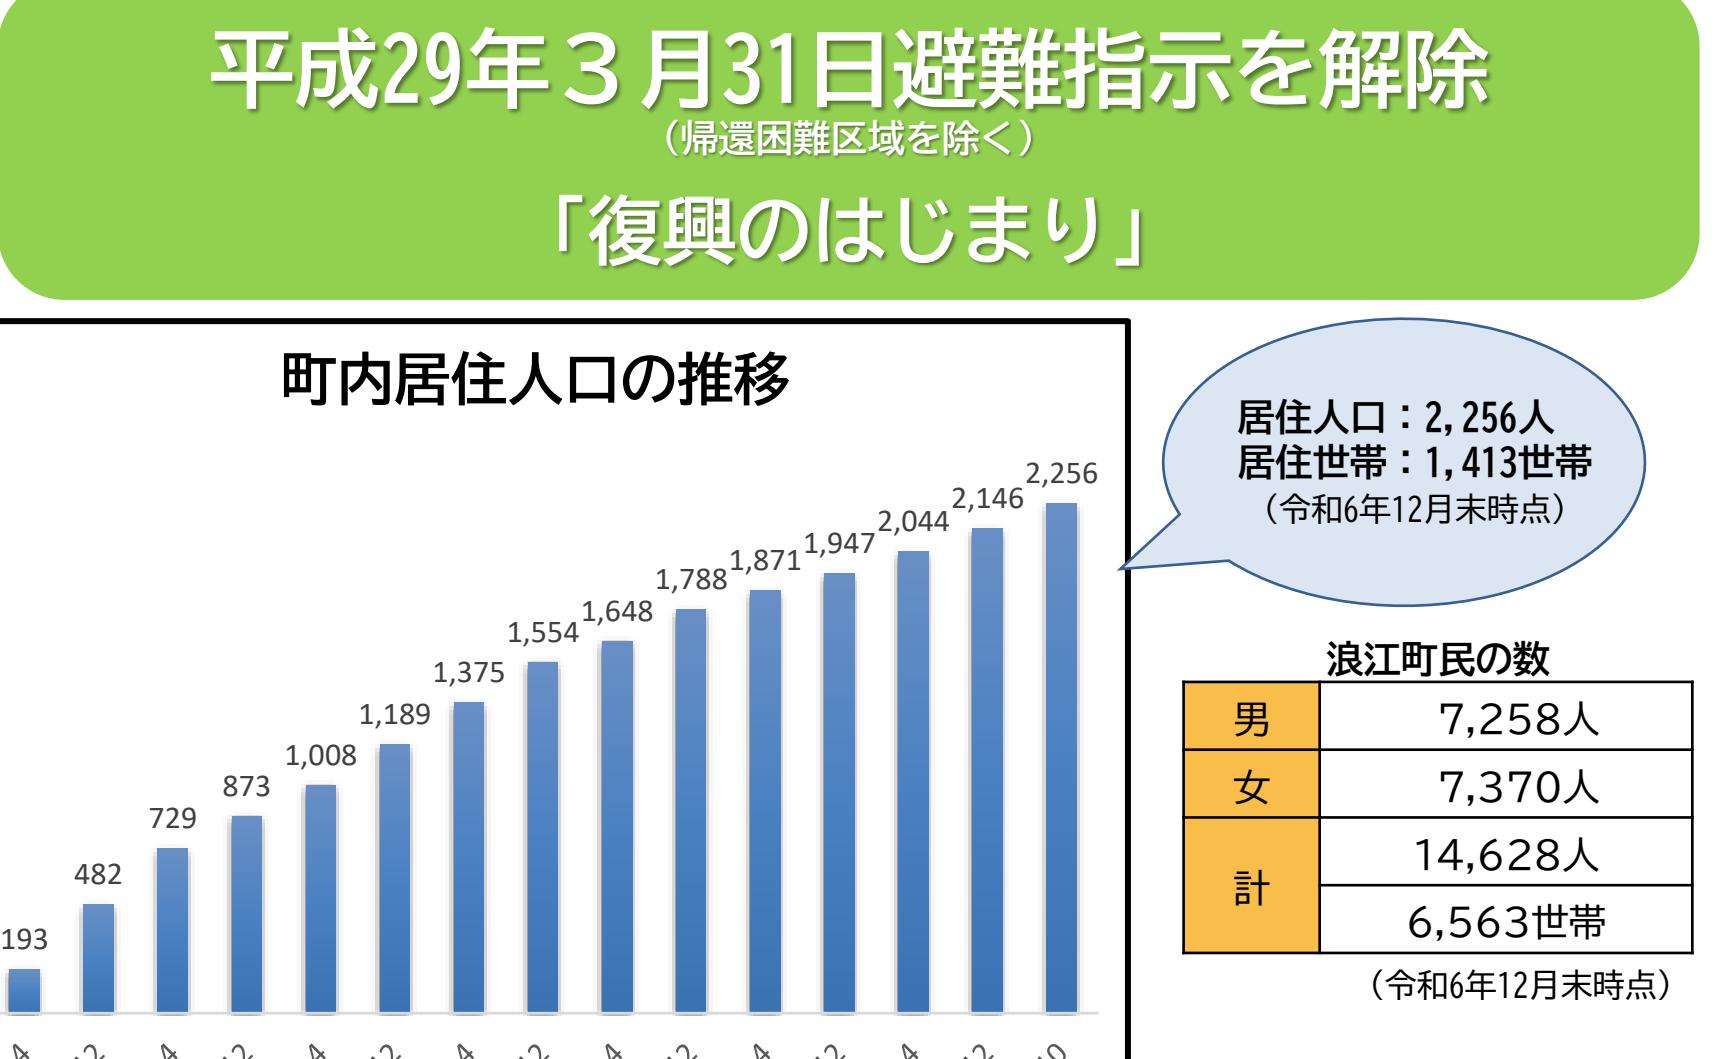 平成29年３月31日避難指示を解除
（帰還困難区域を除く）
「復興のはじまり」
町内居住人口の推移
193
482
729
873
1,008
1,189
1,375
1,554
1,648
1,788
1,871
1,947
2,044
2,146
2,256
居住人口：2,256人
居住世帯：1,413世帯
（令和6年12月末時点）
浪江町民の数
男 7,258人
女 7,370人
計 14,628人
6,563世帯
（令和6年12月末時点）